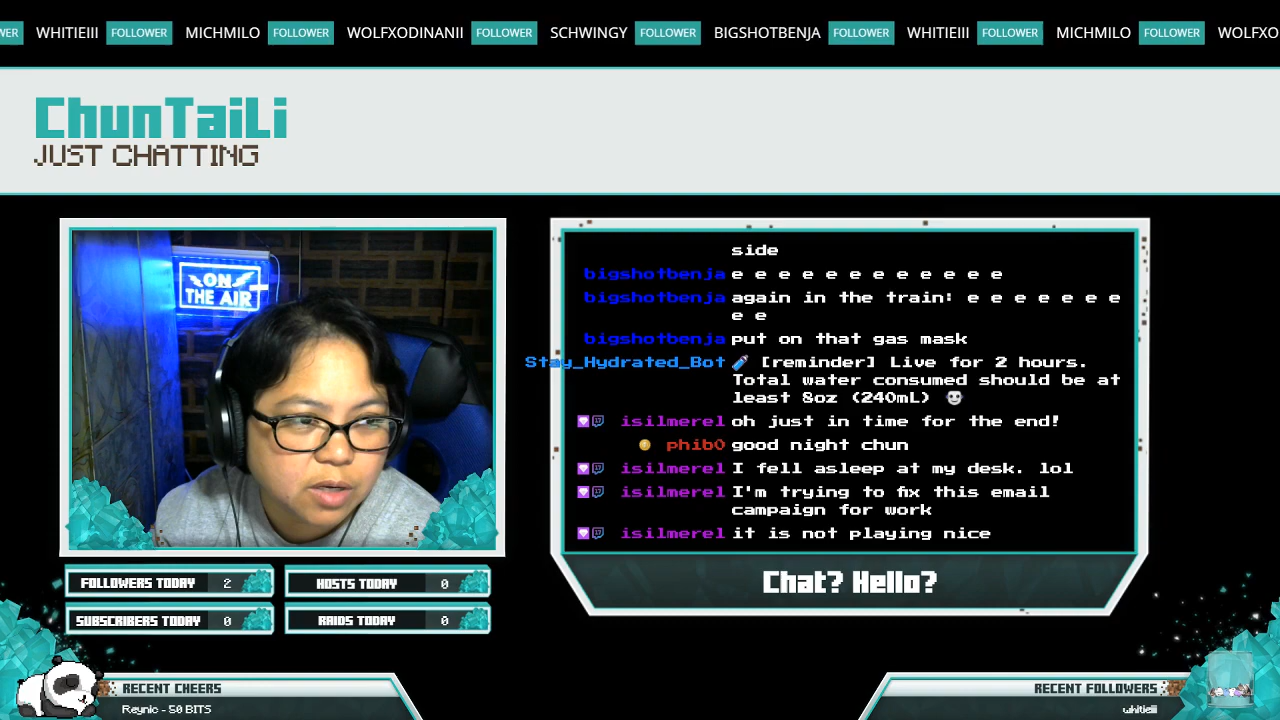 WER WHITIEIII FOLLOWER MICHMILO FOLLOWER WOLFXODINANII FOLLOWER SCHWINGY FOLLOWER BIGSHOTBENJA FOLLOWER WHITIEIII FOLLOWER MICHMILO FOLLOWER WOLFXO
ChunTaiLi
JUST CHATTING
ON
THE AIR
side
bigshotbenja e e e e e e e e e e e e
bigshotbenja again in the train: e e e e e e e
e e
bigshotbenja put on that gas mask
Stay_Hydrated_Bot [reminder] Live for 2 hours.
Total water consumed should be at
least 8oz (240mL)
isilmerel oh just in time for the end!
phib0 good night chun
isilmerel I fell asleep at my desk. lol
isilmerel I'm trying to fix this email
campaign for work
isilmerel it is not playing nice
Chat? Hello?
FOLLOWERS TODAY 2
HOSTS TODAY 0
SUBSCRIBERS TODAY 0
RAIDS TODAY 0
RECENT CHEERS
Reynic - 50 BITS
RECENT FOLLOWERS
whitieiii